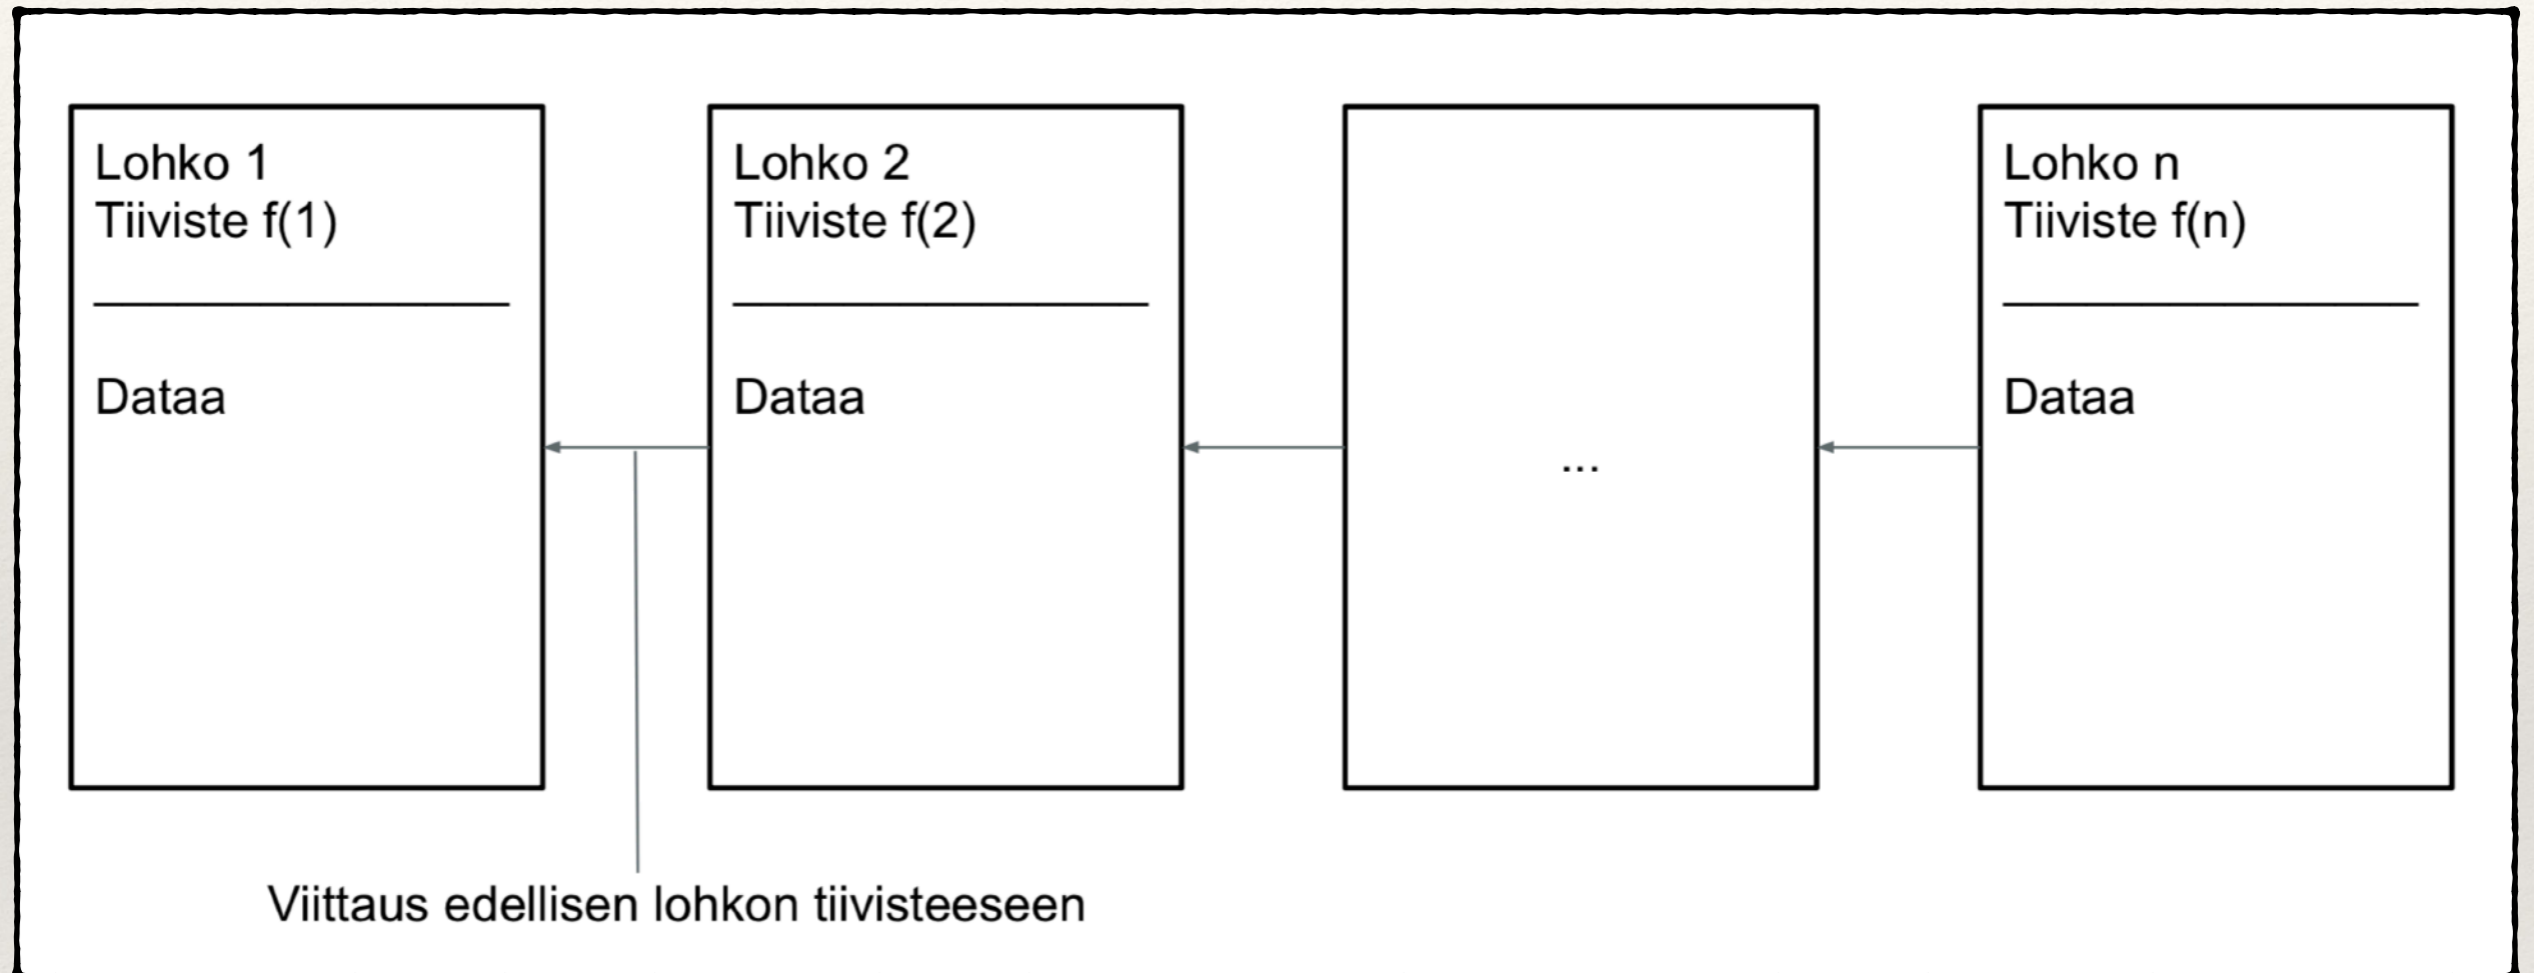 Lohko 1
Tiiviste f(1)
Dataa
Lohko 2
Tiiviste f(2)
Dataa
...
Lohko n
Tiiviste f(n)
Dataa
Viittaus edellisen lohkon tiivisteeseen